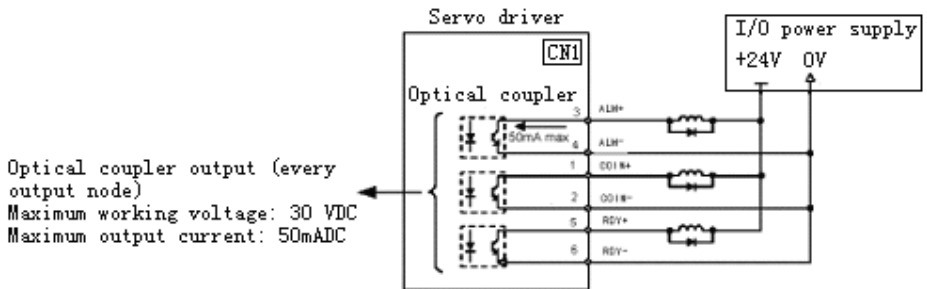 Servo driver
I/O power supply
+24V 0V
CN1
Optical coupler
3 ALM+
50mA max
4 ALM-
1 COIN+
Optical coupler output (every
output node)
Maximum working voltage: 30 VDC
Maximum output current: 50mADC
2 COIN-
5 RDY+
6 RDY-